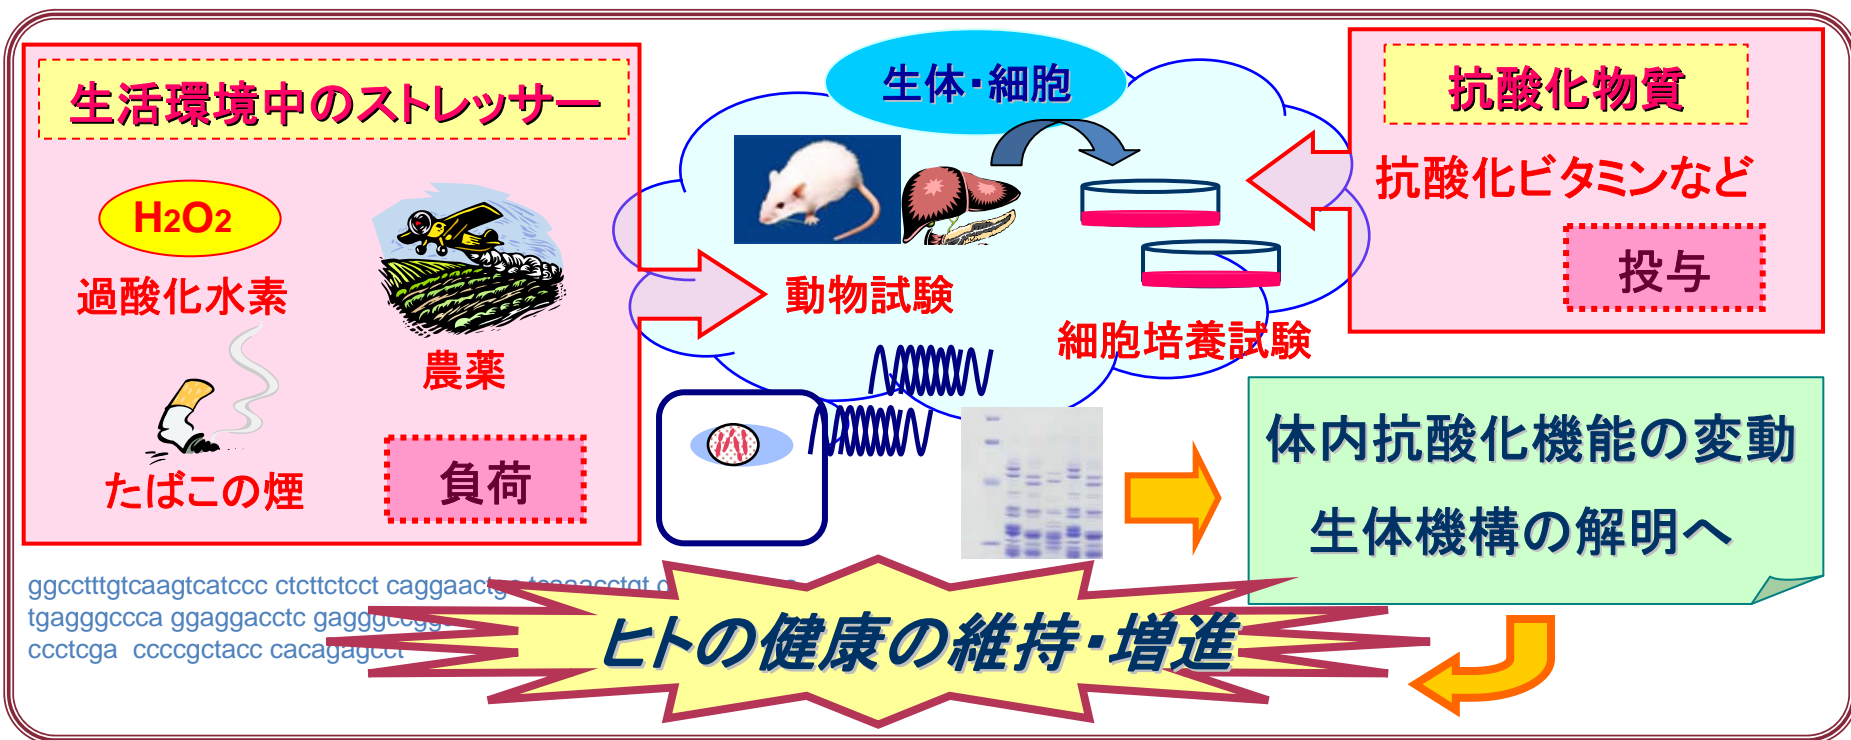 生活環境中のストレッサー
H2O2
過酸化水素
農薬
たばこの煙
負荷
生体・細胞
動物試験
細胞培養試験
抗酸化物質
抗酸化ビタミンなど
投与
体内抗酸化機能の変動
生体機構の解明へ
ggcctttgtcaagtcatccc ctcttctcct caggaact
tgagggccca ggaggacctc gagggccgg
ccctcga ccccgctacc cacagagcct
ヒトの健康の維持・増進